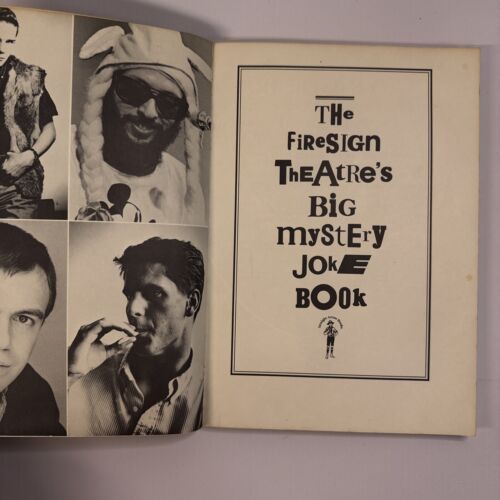 THe
FiReSIGn
TheAtRe's
BiG
mysTERy
JOkE
BOOk